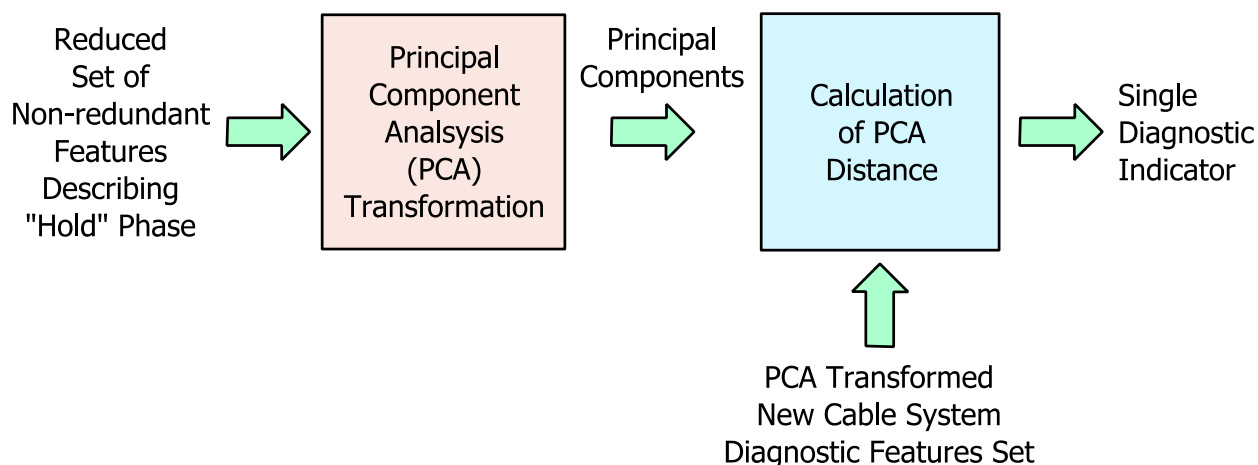 Reduced
Set of
Non-redundant
Features
Describing
"Hold" Phase
Principal
Component
Analsysis
(PCA)
Transformation
Principal
Components
Calculation
of PCA
Distance
Single
Diagnostic
Indicator
PCA Transformed
New Cable System
Diagnostic Features Set